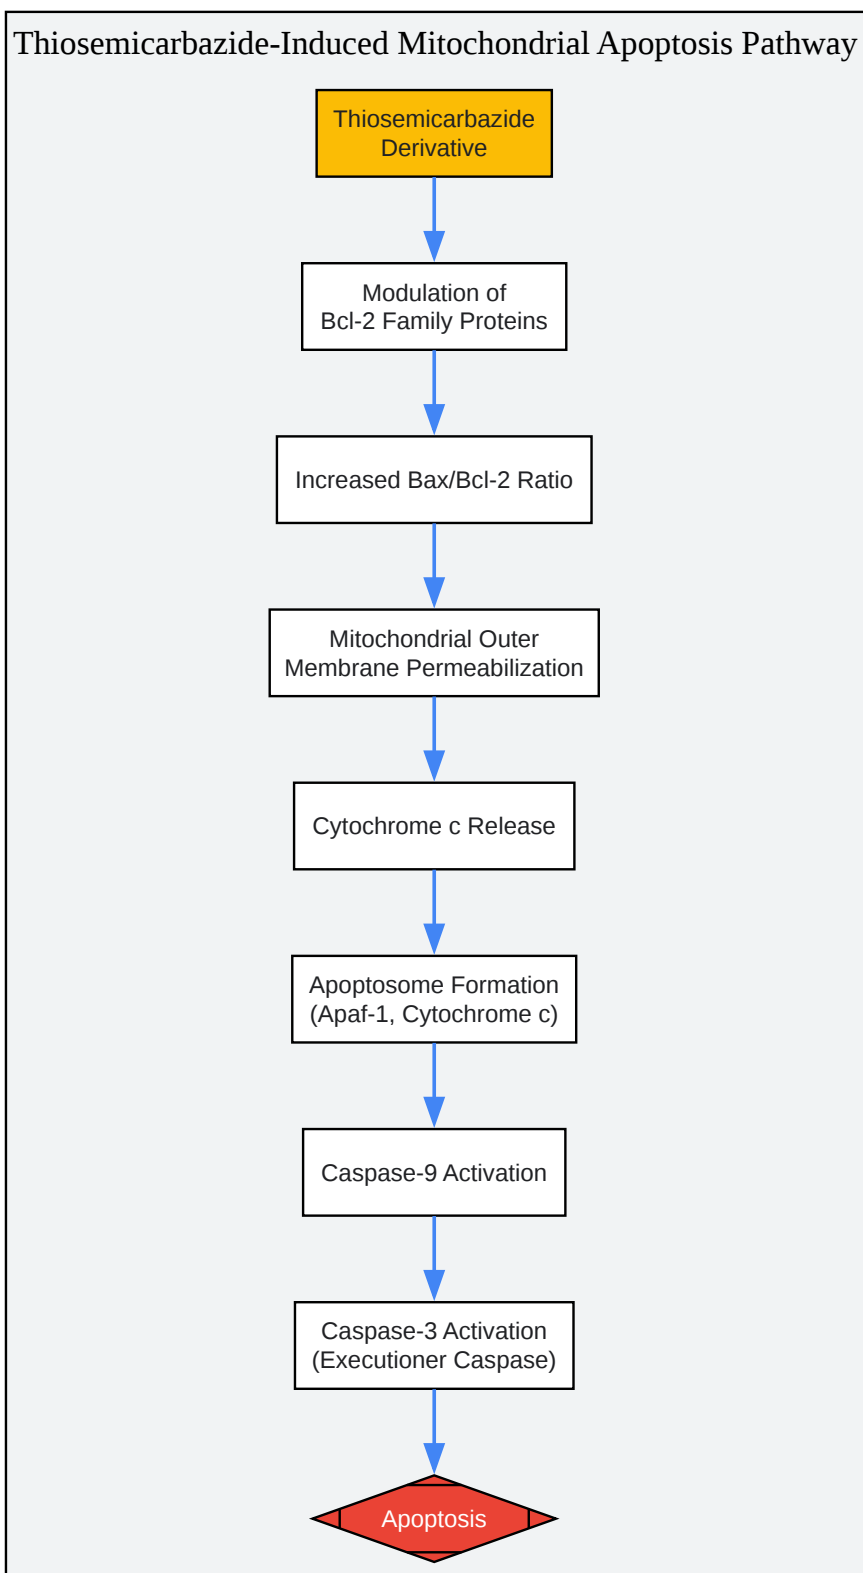 Thiosemicarbazide-Induced Mitochondrial Apoptosis Pathway
Thiosemicarbazide
Derivative
Modulation of
Bcl-2 Family Proteins
Increased Bax/Bcl-2 Ratio
Mitochondrial Outer
Membrane Permeabilization
Cytochrome c Release
Apoptosome Formation
(Apaf-1, Cytochrome c)
Caspase-9 Activation
Caspase-3 Activation
(Executioner Caspase)
Apoptosis